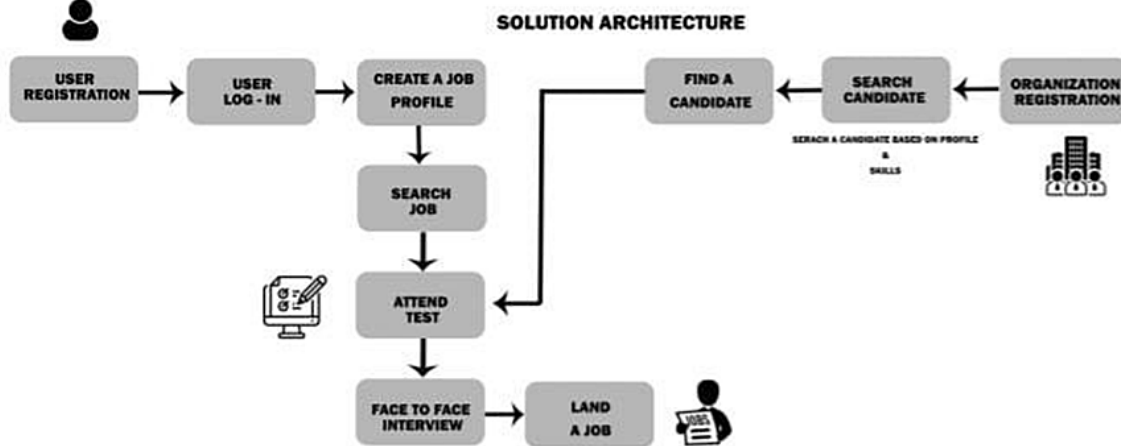 SOLUTION ARCHITECTURE
USER
REGISTRATION
USER
LOG - IN
CREATE A JOB
PROFILE
FIND A
CANDIDATE
SEARCH
CANDIDATE
ORGANIZATION
REGISTRATION
SERACH A CANDIDATE BASED ON PROFILE
&
SKILLS
SEARCH
JOB
ATTEND
TEST
FACE TO FACE
INTERVIEW
LAND
A JOB
JOBS